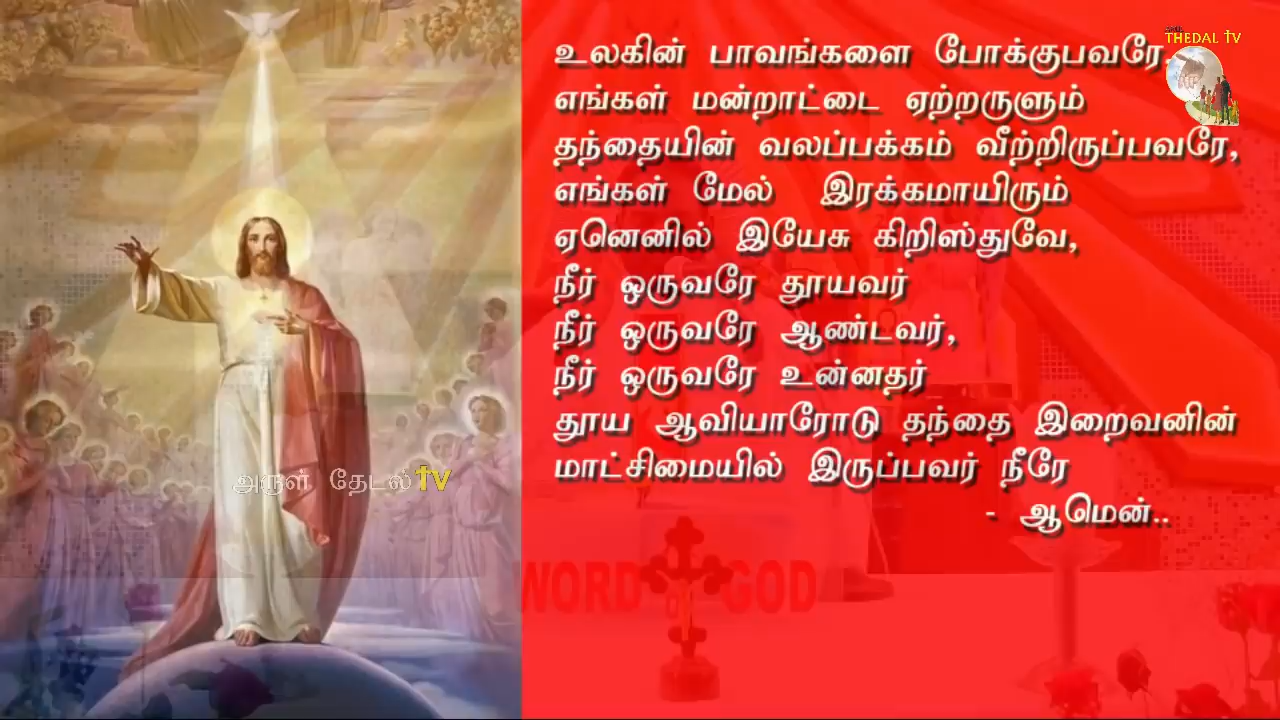 THEDAL TV
உலகின் பாவங்களை போக்குபவரே,
எங்கள் மன்றாட்டை ஏற்றருளும்
தந்தையின் வலப்பக்கம் வீற்றிருப்பவரே,
எங்கள் மேல் இரக்கமாயிரும்
ஏனெனில் இயேசு கிறிஸ்துவே,
நீர் ஒருவரே தூயவர்
நீர் ஒருவரே ஆண்டவர்,
நீர் ஒருவரே உன்னதர்
தூய ஆவியாரோடு தந்தை இறைவனின்
மாட்சிமையில் இருப்பவர் நீரே
- ஆமென்..
அருள் தேடல் TV
WORD OF GOD